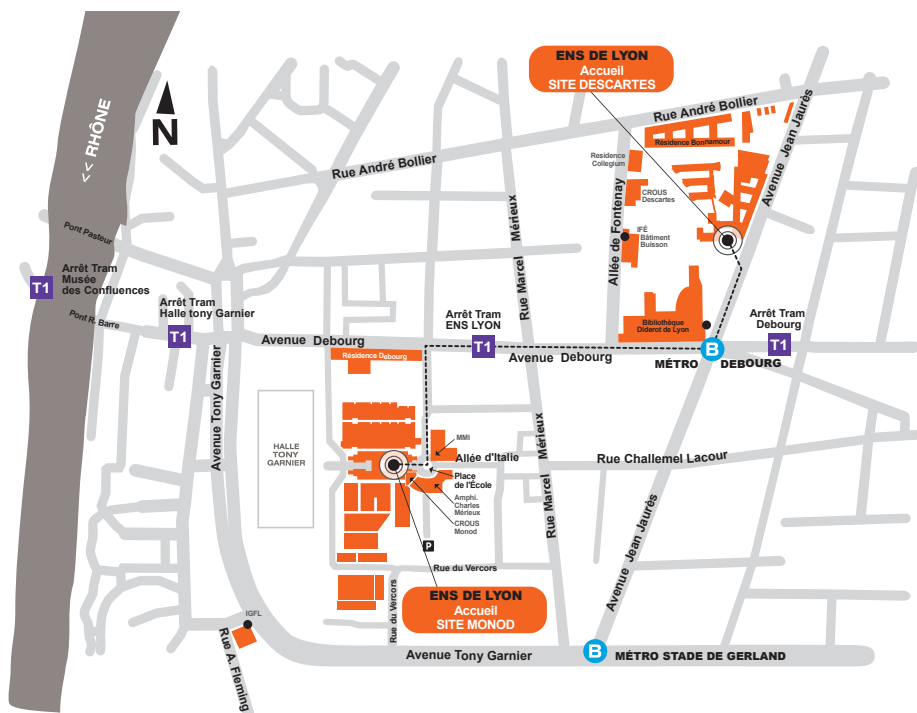 ENS DE LYON
Accueil
SITE DESCARTES
<< RHÔNE
N
Rue André Bollier
Rue André Bollier
Résidence Bonhamour
Avenue Jean Jaurès
Residence
Collegium
CROUS
Descartes
Allée de Fontenay
IFÉ
Bâtiment
Buisson
Rue Marcel Mérieux
Pont Pasteur
T1
Arrêt Tram
Musée
des Confluences
Arrêt Tram
Halle tony Garnier
T1
Pont R. Barre
Arrêt Tram
ENS LYON
T1
Bibliothèque
Diderot de Lyon
Arrêt Tram
Debourg
T1
Avenue Debourg
Avenue Debourg
B
MÉTRO DEBOURG
Résidence Debourg
Avenue Tony Garnier
HALLE
TONY
GARNIER
MMI
Allée d'Italie
Rue Challemel Lacour
Place
de l'École
Amphi.
Charles
Mérieux
CROUS
Monod
Rue Marcel Mérieux
Avenue Jean Jaurès
P
Rue du Vercors
Rue du Vercors
ENS DE LYON
Accueil
SITE MONOD
IGFL
Rue A. Fleming
Avenue Tony Garnier
B
MÉTRO STADE DE GERLAND